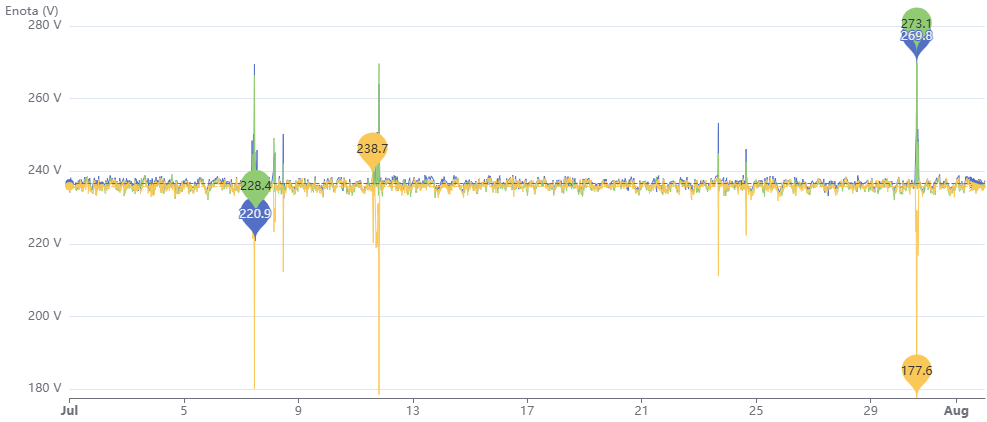 Enota (V)
280 V
260 V
240 V
220 V
200 V
180 V
273.1
269.8
238.7
228.4
220.9
177.6
Jul 5 9 13 17 21 25 29 Aug